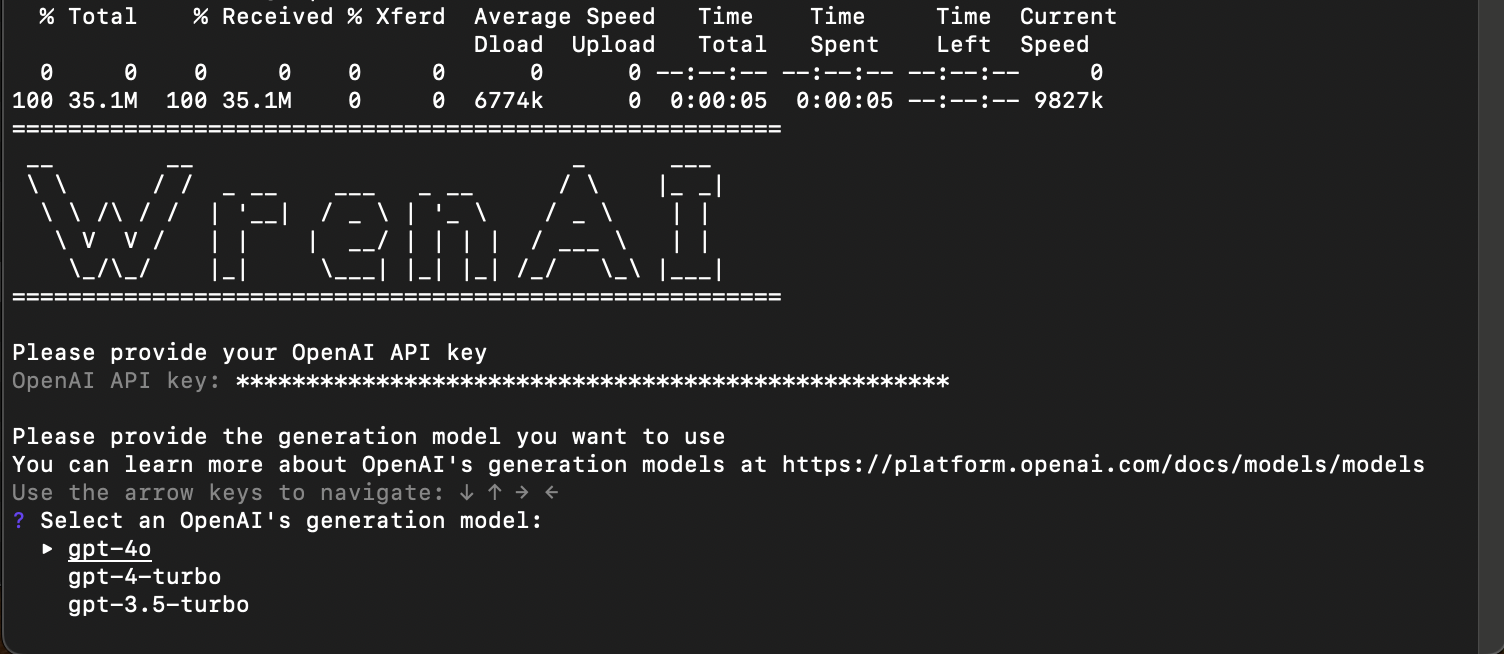 % Total    % Received % Xferd  Average Speed   Time    Time     Time  Current
                                 Dload  Upload   Total   Spent    Left  Speed
  0     0    0     0    0     0      0      0 --:--:-- --:--:-- --:--:--     0
100 35.1M  100 35.1M    0     0  6774k      0  0:00:05  0:00:05 --:--:-- 9827k
=======================================================
 __          __                           _      ___
 \ \      / /  _ __    ___   _ __      / \    |_ _|
  \ \ /\ / /  | '__|  / _ \ | '_ \    / _ \    | |
   \ V  V /   | |    |  __/ | | | |  / ___ \   | |
    \_/\_/    |_|     \___| |_| |_| /_/   \_\ |___|
=======================================================
Please provide your OpenAI API key
OpenAI API key: ***************************************************
Please provide the generation model you want to use
You can learn more about OpenAI's generation models at https://platform.openai.com/docs/models/models
Use the arrow keys to navigate: ↓ ↑ → ←
? Select an OpenAI's generation model:
  ▸ gpt-4o
    gpt-4-turbo
    gpt-3.5-turbo